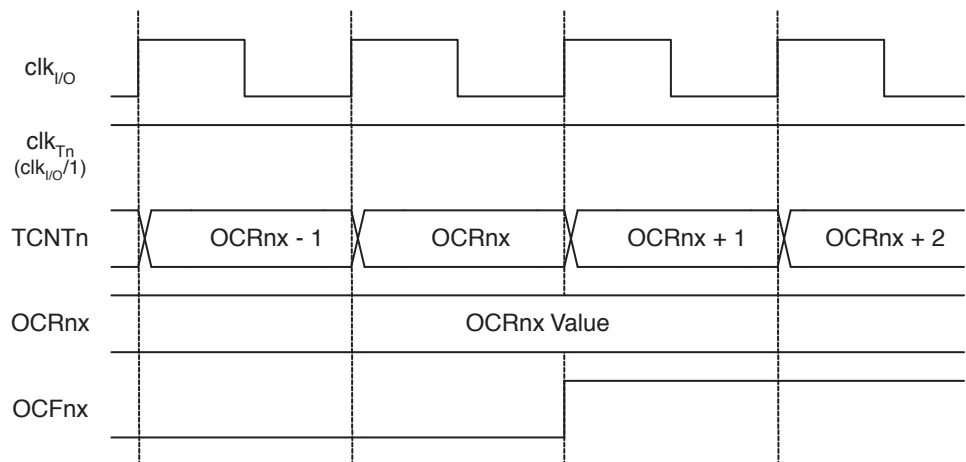 clkI/O
clkTn
(clkI/O/1)
TCNTn OCRnx - 1 OCRnx OCRnx + 1 OCRnx + 2
OCRnx OCRnx Value
OCFnx